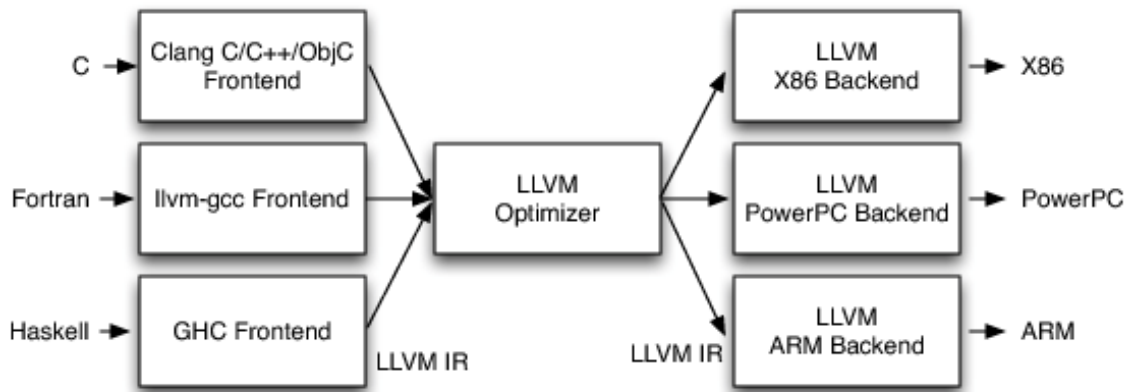 C
Clang C/C++/ObjC
Frontend
LLVM
X86 Backend
X86
Fortran
llvm-gcc Frontend
LLVM
Optimizer
LLVM
PowerPC Backend
PowerPC
Haskell
GHC Frontend
LLVM IR
LLVM IR
LLVM
ARM Backend
ARM